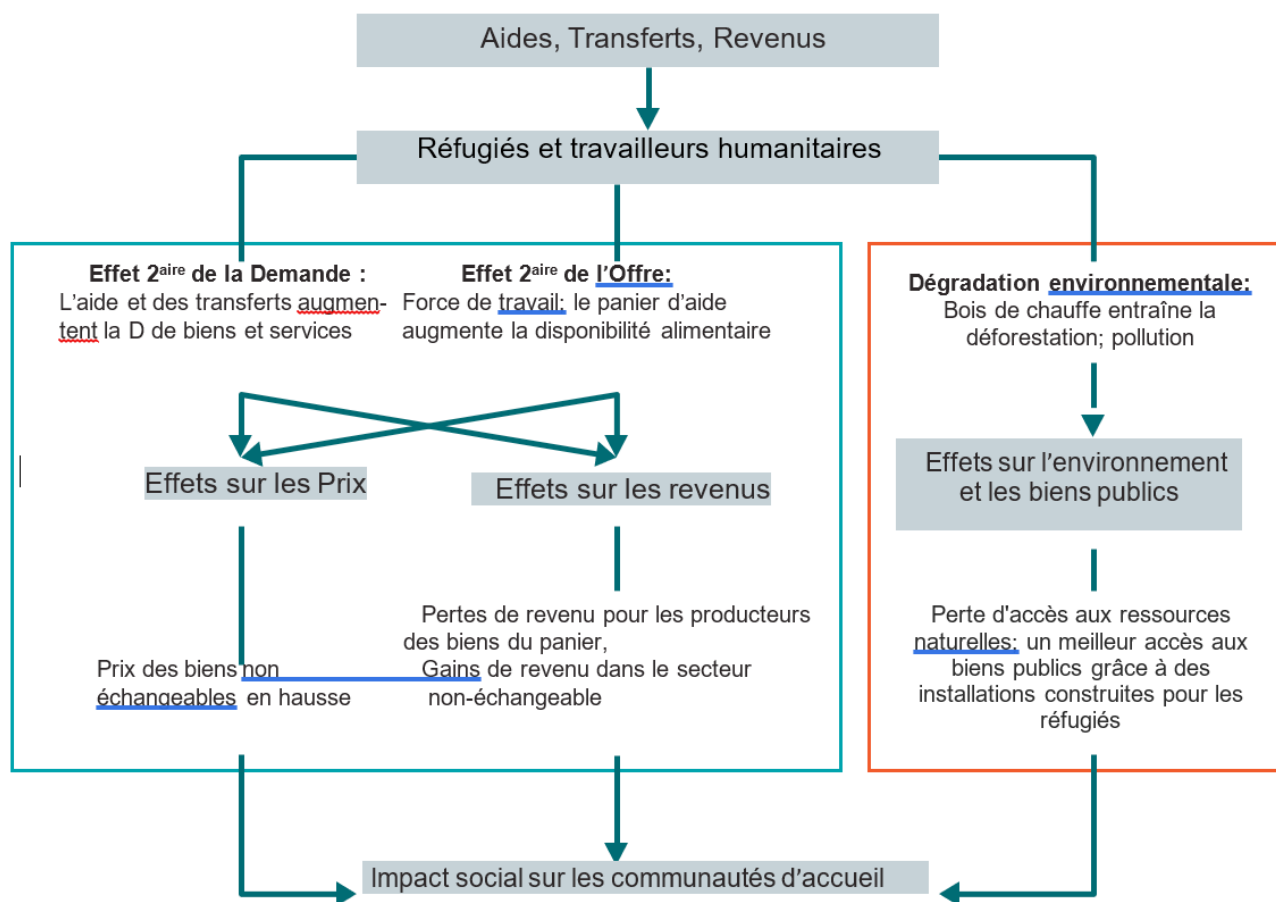 Aides, Transferts, Revenus
Réfugiés et travailleurs humanitaires
Effet 2aire de la Demande :
L'aide et des transferts augmen-
tent la D de biens et services
Effet 2aire de l'Offre:
Force de travail; le panier d'aide
augmente la disponibilité alimentaire
Dégradation environnementale:
Bois de chauffe entraîne la
déforestation; pollution
Effets sur les Prix
Effets sur les revenus
Effets sur l'environnement
et les biens publics
Prix des biens non
échangeables en hausse
Pertes de revenu pour les producteurs
des biens du panier,
Gains de revenu dans le secteur
non-échangeable
Perte d'accès aux ressources
naturelles; un meilleur accès aux
biens publics grâce à des
installations construites pour les
réfugiés
Impact social sur les communautés d'accueil